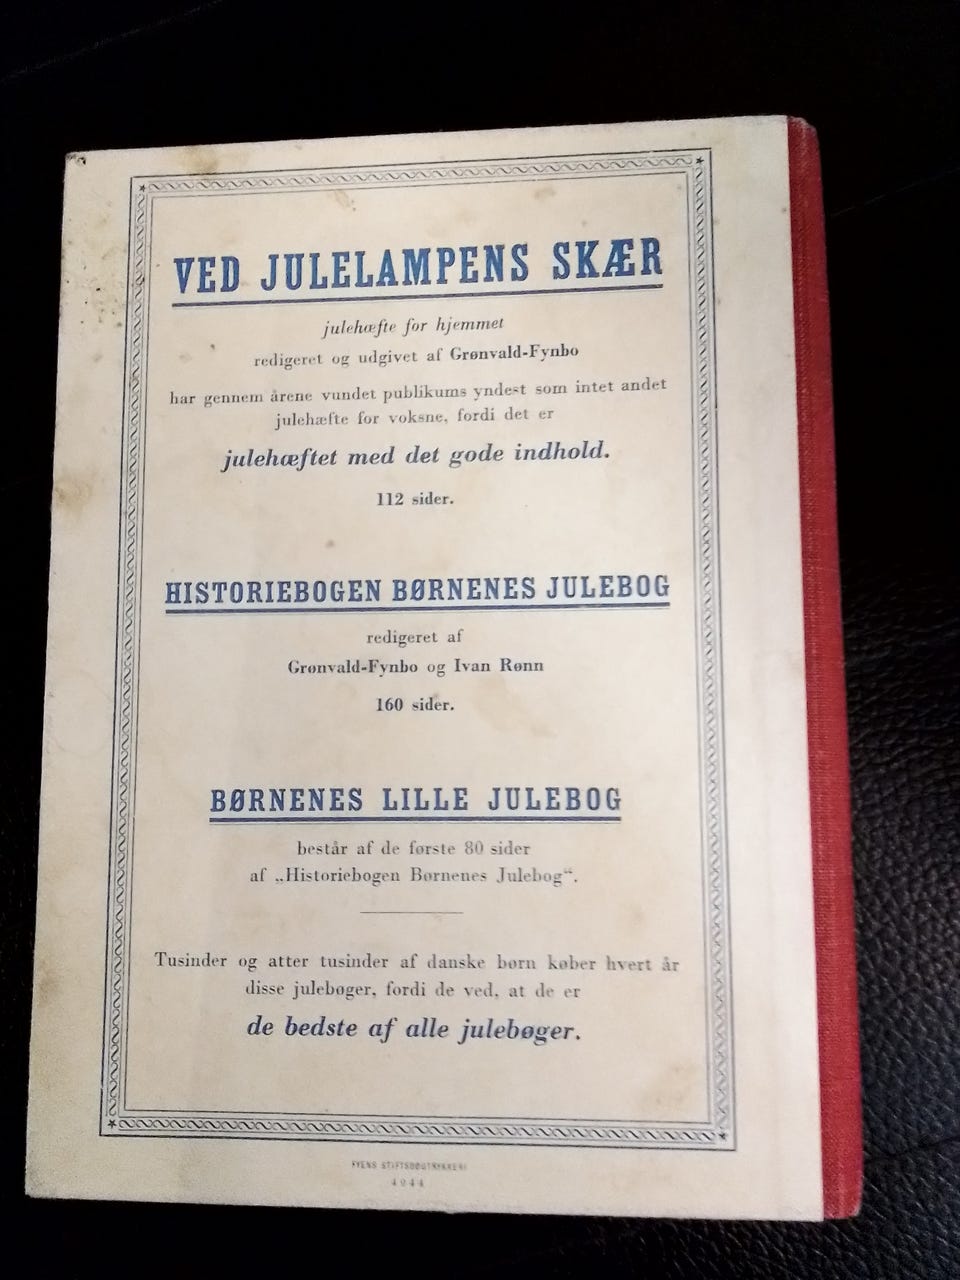 VED JULELAMPENS SKÆR
julehæfte for hjemmet
redigeret og udgivet af Grønvald-Fynbo
har gennem årene vundet publikums yndest som intet andet
julehæfte for voksne, fordi det er
julehæftet med det gode indhold.
112 sider.
HISTORIEBOGEN BØRNENES JULEBOG
redigeret af
Grønvald-Fynbo og Ivan Rønn
160 sider.
BØRNENES LILLE JULEBOG
består af de første 80 sider
af „Historiebogen Børnenes Julebog“.
Tusinder og atter tusinder af danske børn køber hvert år
disse julebøger, fordi de ved, at de er
de bedste af alle julebøger.
FYENS STIFTSBOGTRYKKERI
1944